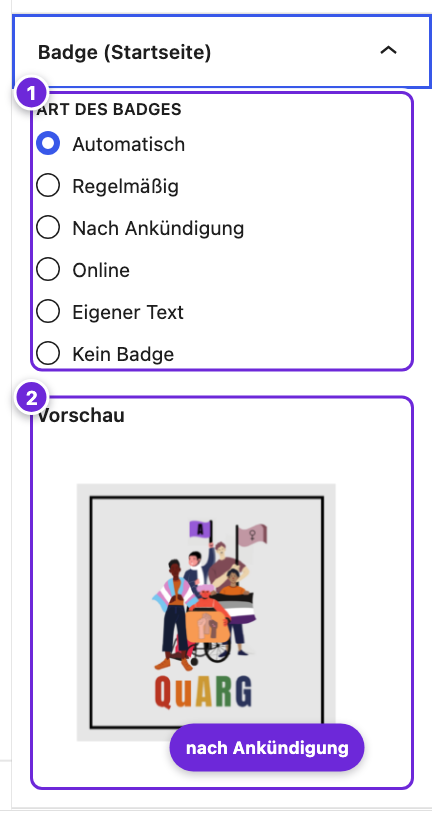 Badge (Startseite)
1
ART DES BADGES
Automatisch
Regelmäßig
Nach Ankündigung
Online
Eigener Text
Kein Badge
2
Vorschau
A
QuARG
nach Ankündigung